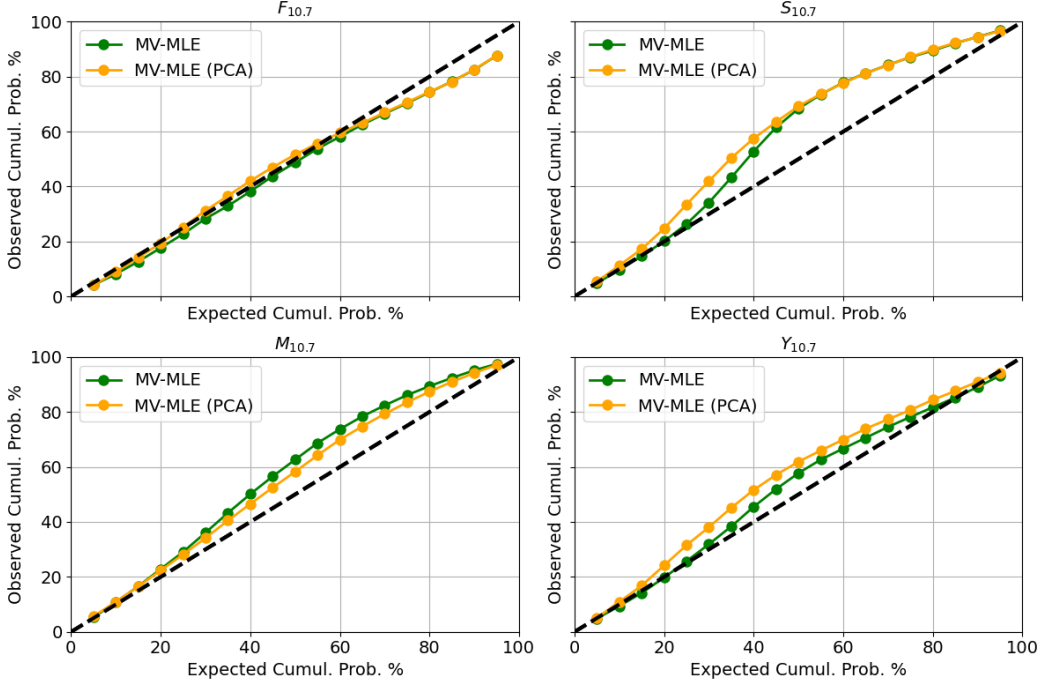 F10.7
100
80
60
40
20
0
Observed Cumul. Prob. %
MV-MLE
MV-MLE (PCA)
Expected Cumul. Prob. %
S10.7
Observed Cumul. Prob. %
MV-MLE
MV-MLE (PCA)
Expected Cumul. Prob. %
M10.7
100
80
60
40
20
0
Observed Cumul. Prob. %
MV-MLE
MV-MLE (PCA)
0 20 40 60 80 100
Expected Cumul. Prob. %
Y10.7
Observed Cumul. Prob. %
MV-MLE
MV-MLE (PCA)
0 20 40 60 80 100
Expected Cumul. Prob. %